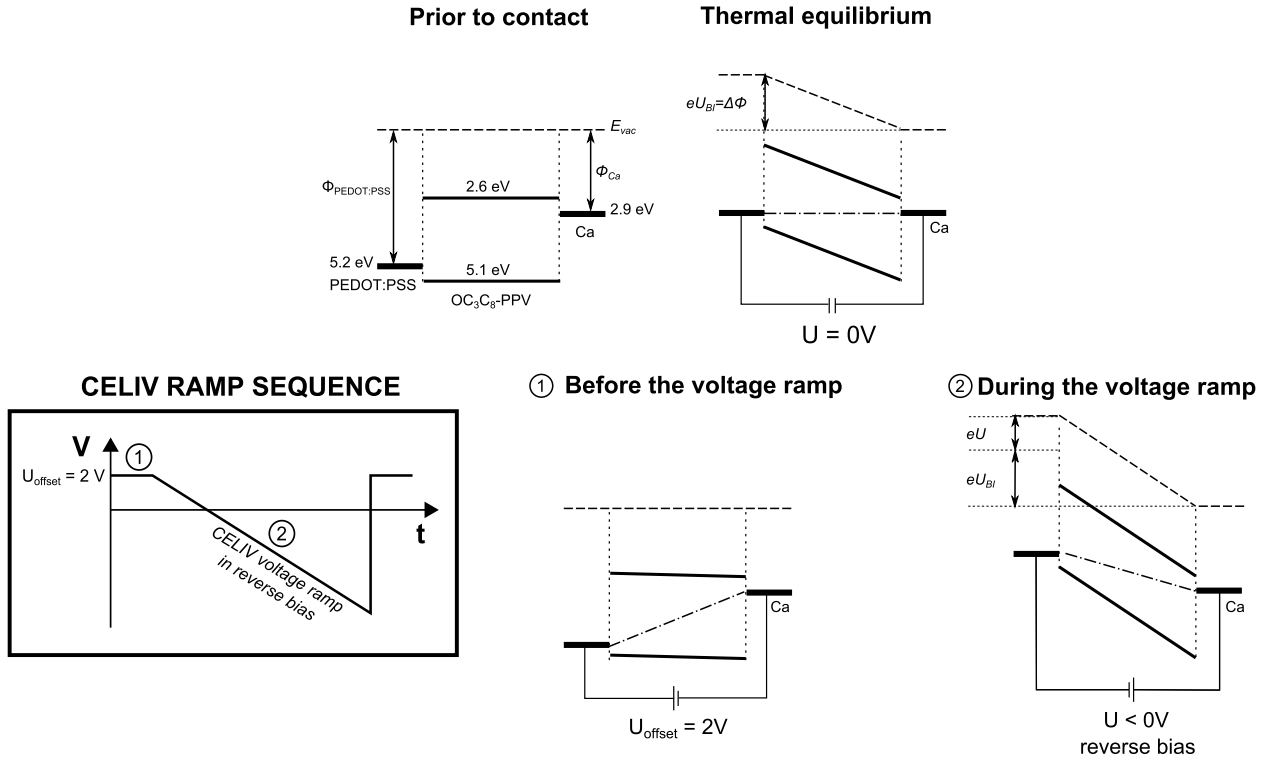 Prior to contact
Thermal equilibrium
E_vac
Φ_PEDOT:PSS
2.6 eV
Φ_Ca
2.9 eV
Ca
5.2 eV
PEDOT:PSS
5.1 eV
OC₃C₈-PPV
eU_BI=ΔΦ
Ca
U = 0V
CELIV RAMP SEQUENCE
V
1
U_offset = 2 V
t
2
CELIV voltage ramp
in reverse bias
1 Before the voltage ramp
Ca
U_offset = 2V
2 During the voltage ramp
eU
eU_BI
Ca
U < 0V
reverse bias